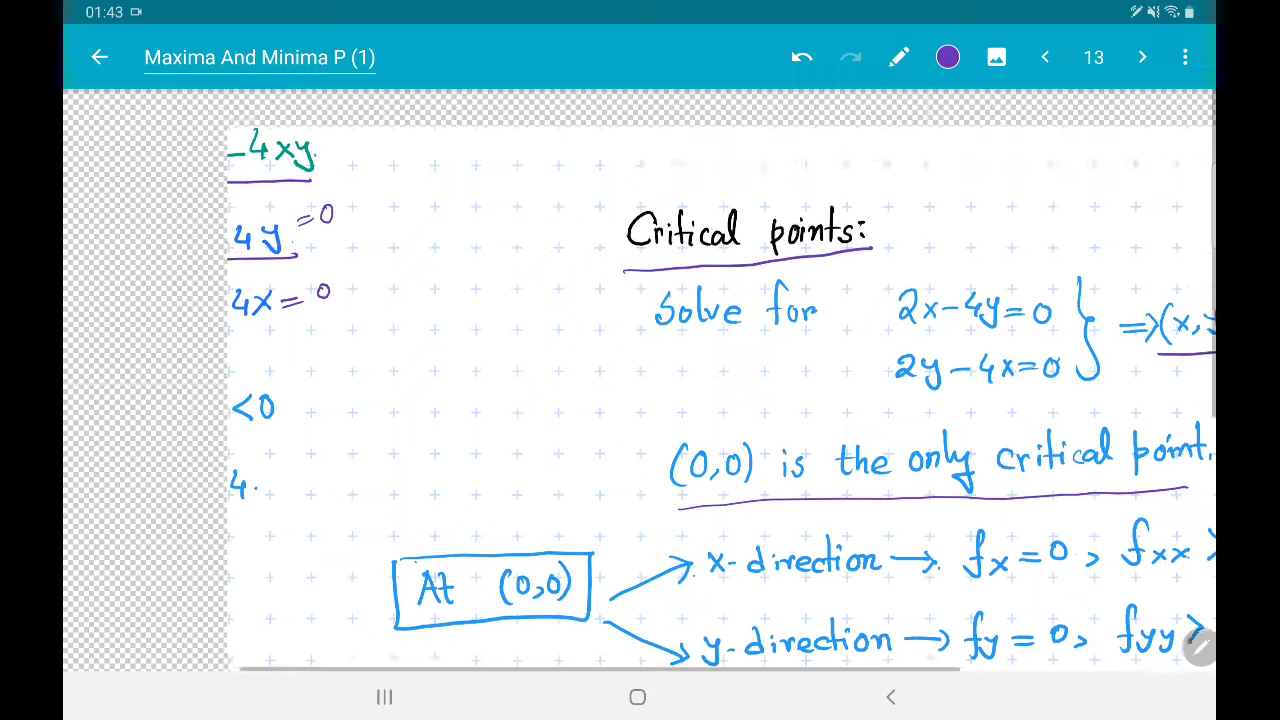 01:43
Maxima And Minima P (1)
13
-4xy.
4y = 0
4x = 0
<0
4.
Critical points:
Solve for 2x-4y=0
2y-4x=0 } => (x,
(0,0) is the only critical point.
At (0,0)
x-direction → fx = 0, fxx >
y-direction → fy = 0, fyy >